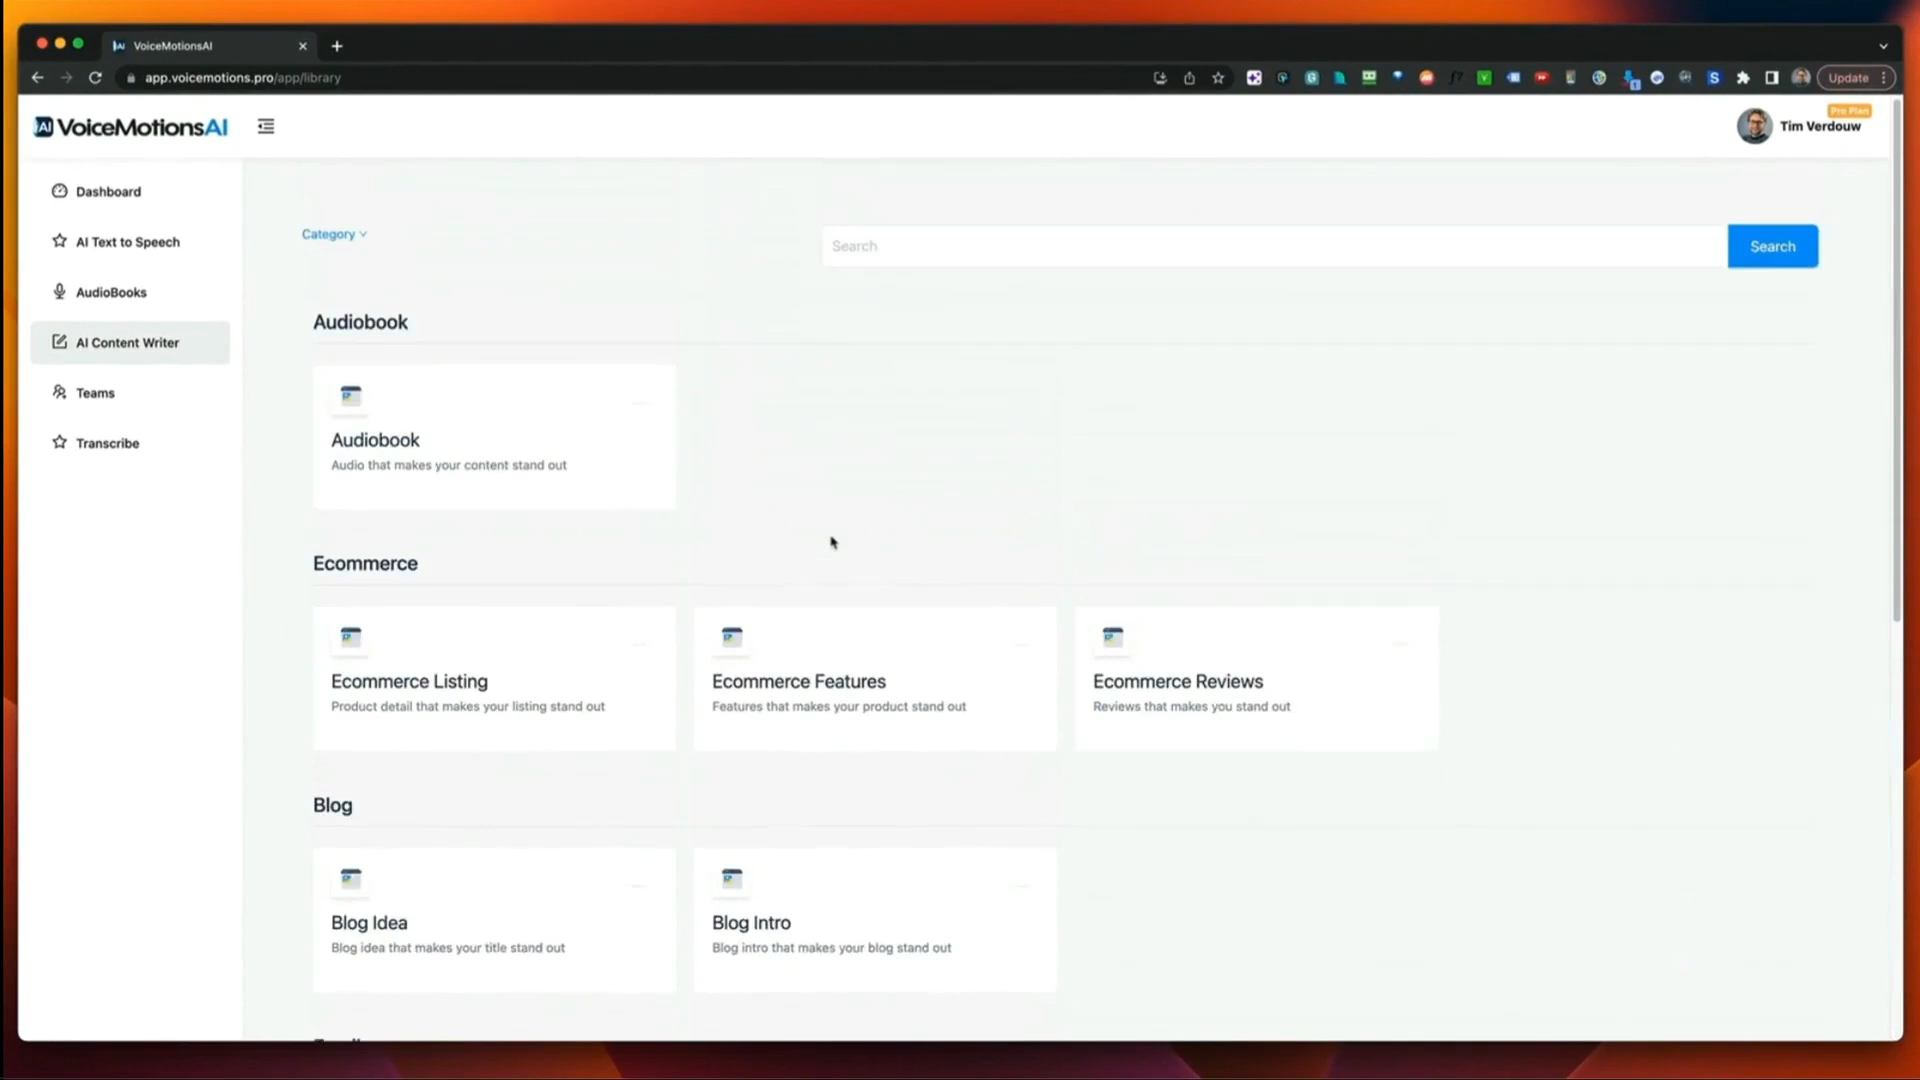 VoiceMotionsAI
app.voicemotions.pro/app/library
Update
AI VoiceMotionsAI
Pro Plan
Tim Verdouw
Dashboard
AI Text to Speech
AudioBooks
AI Content Writer
Teams
Transcribe
Category
Search
Search
Audiobook
Audiobook
Audio that makes your content stand out
Ecommerce
Ecommerce Listing
Product detail that makes your listing stand out
Ecommerce Features
Features that makes your product stand out
Ecommerce Reviews
Reviews that makes you stand out
Blog
Blog Idea
Blog idea that makes your title stand out
Blog Intro
Blog intro that makes your blog stand out